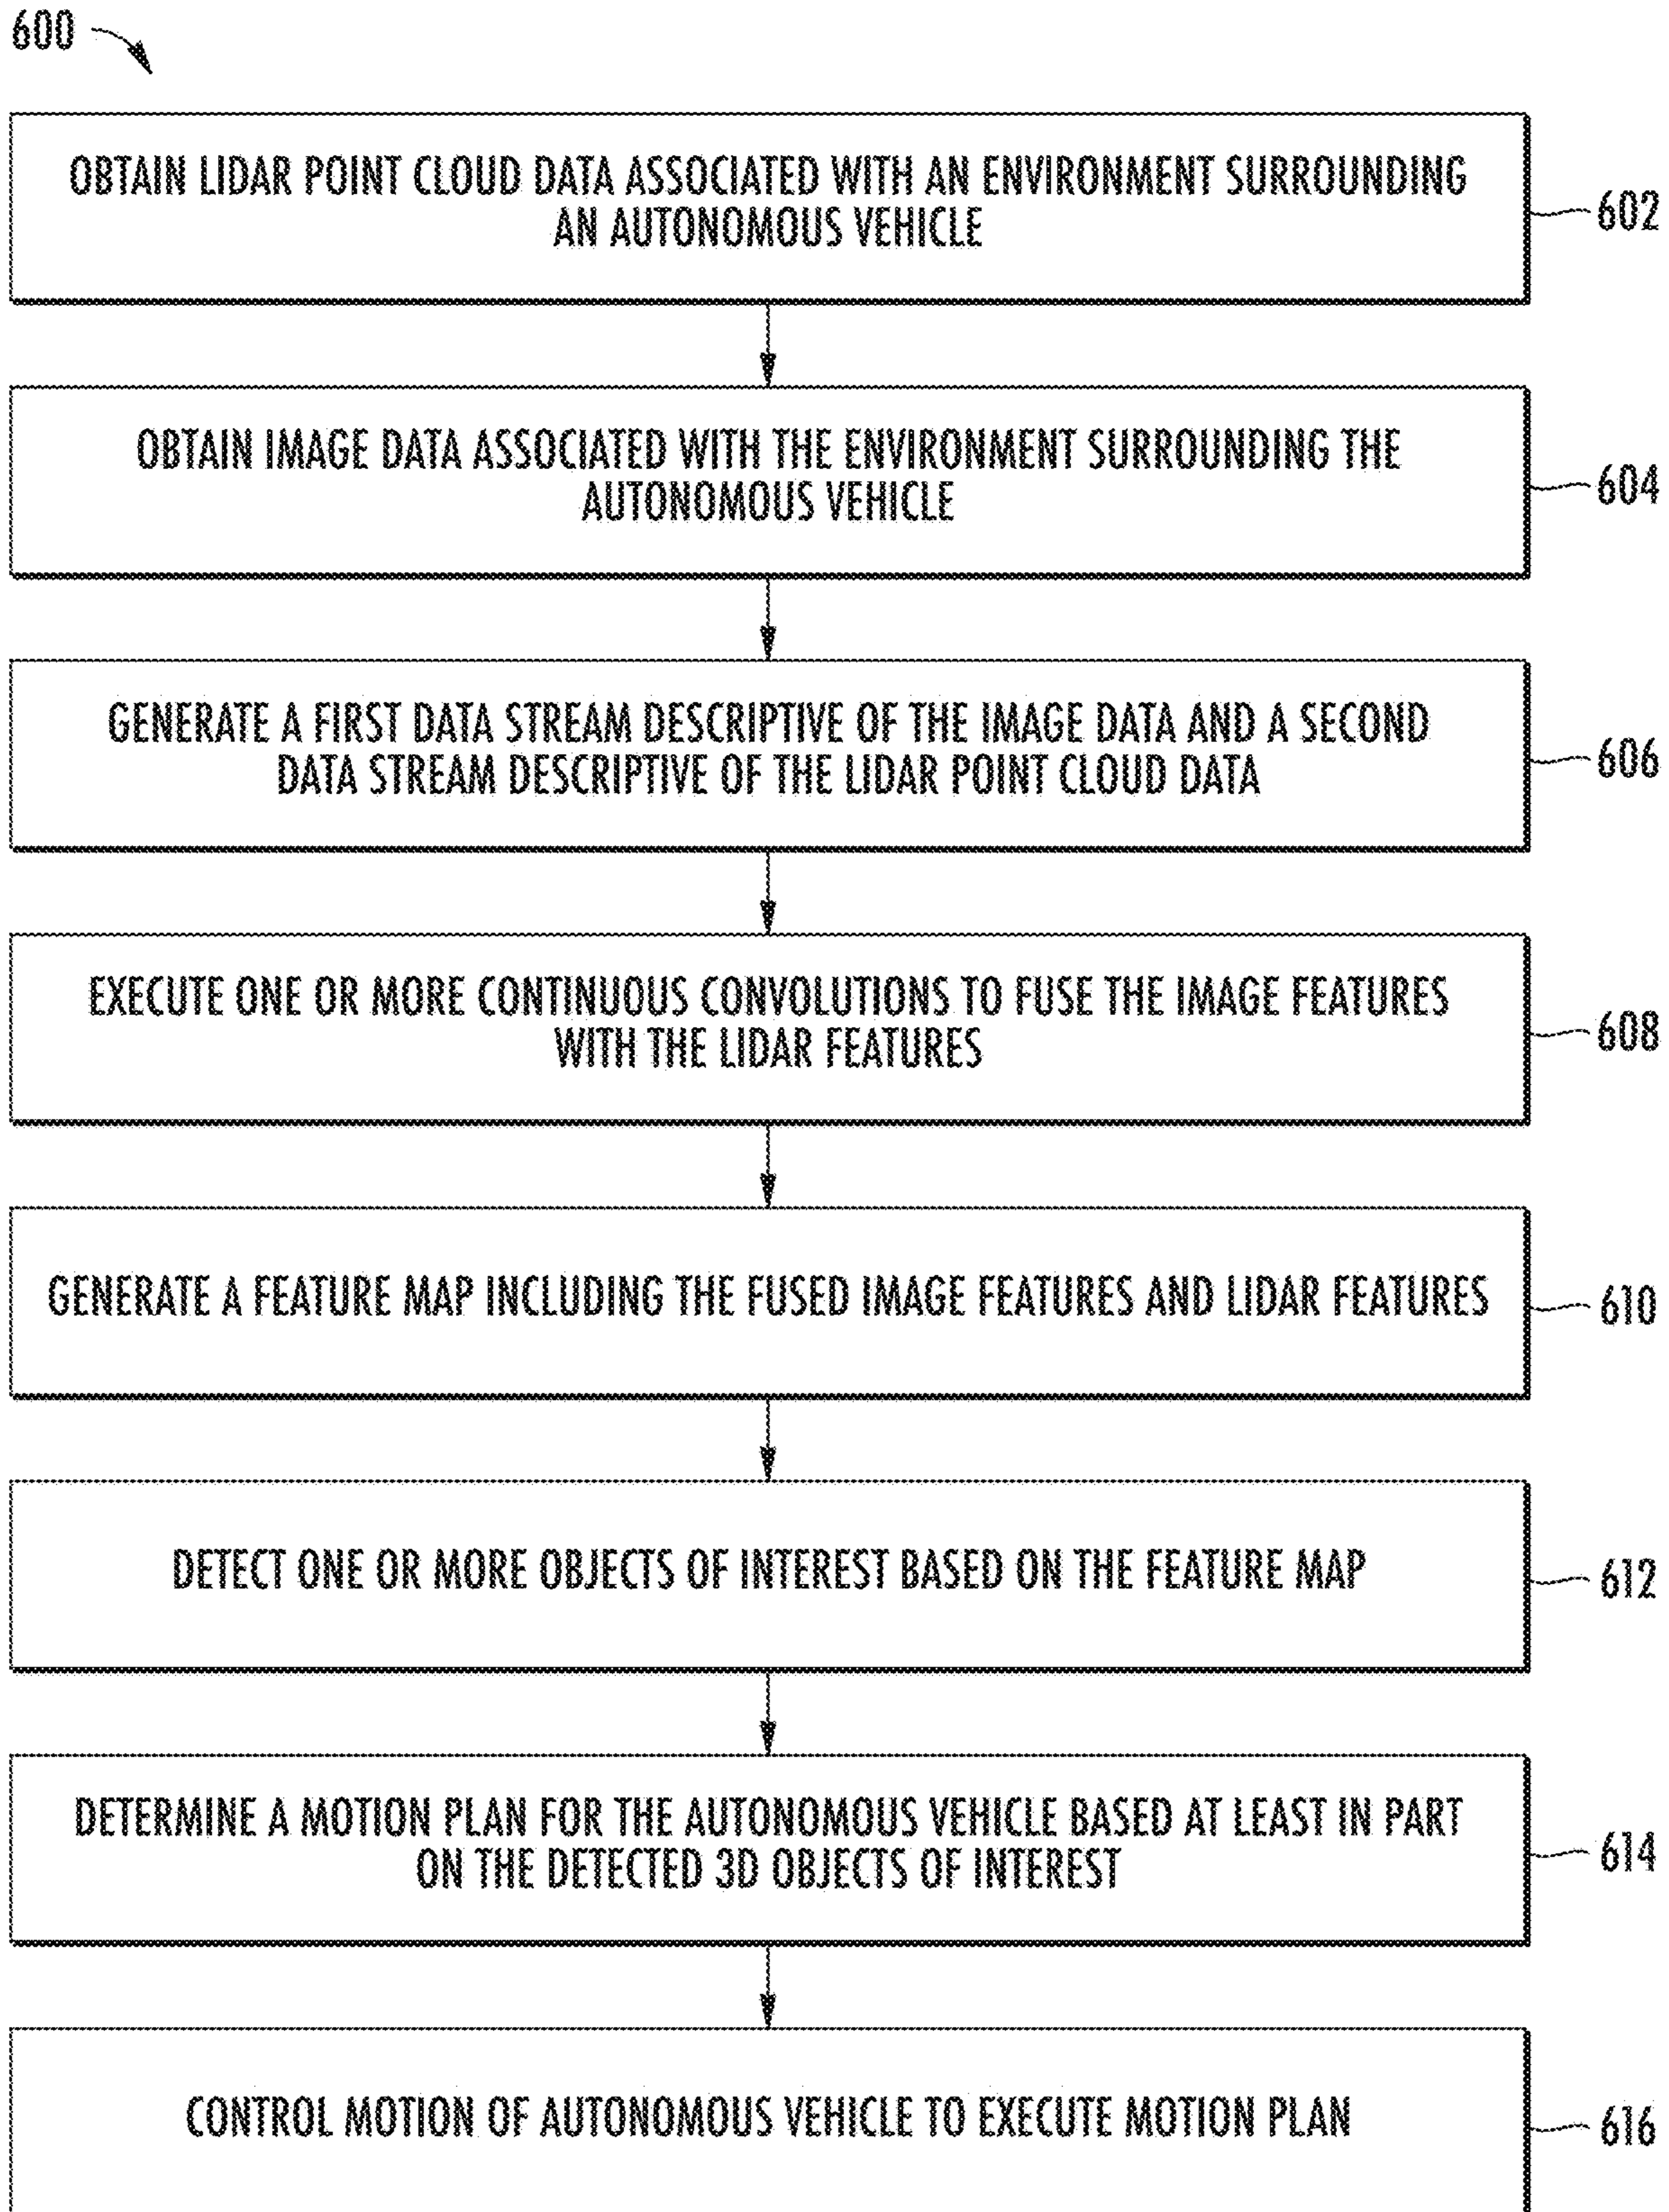 600
OBTAIN LIDAR POINT CLOUD DATA ASSOCIATED WITH AN ENVIRONMENT SURROUNDING
AN AUTONOMOUS VEHICLE
602
OBTAIN IMAGE DATA ASSOCIATED WITH THE ENVIRONMENT SURROUNDING THE
AUTONOMOUS VEHICLE
604
GENERATE A FIRST DATA STREAM DESCRIPTIVE OF THE IMAGE DATA AND A SECOND
DATA STREAM DESCRIPTIVE OF THE LIDAR POINT CLOUD DATA
606
EXECUTE ONE OR MORE CONTINUOUS CONVOLUTIONS TO FUSE THE IMAGE FEATURES
WITH THE LIDAR FEATURES
608
GENERATE A FEATURE MAP INCLUDING THE FUSED IMAGE FEATURES AND LIDAR FEATURES
610
DETECT ONE OR MORE OBJECTS OF INTEREST BASED ON THE FEATURE MAP
612
DETERMINE A MOTION PLAN FOR THE AUTONOMOUS VEHICLE BASED AT LEAST IN PART
ON THE DETECTED 3D OBJECTS OF INTEREST
614
CONTROL MOTION OF AUTONOMOUS VEHICLE TO EXECUTE MOTION PLAN
616